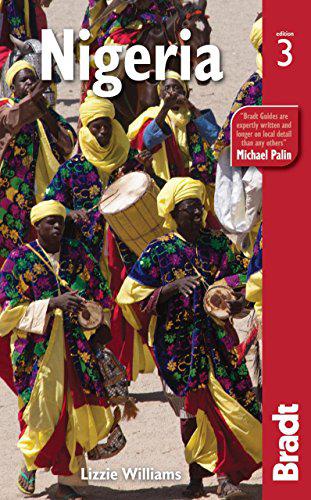 Nigeria
edition
3
"Bradt Guides are
expertly written and
longer on local detail
than any others"
Michael Palin
Lizzie Williams
Bradt